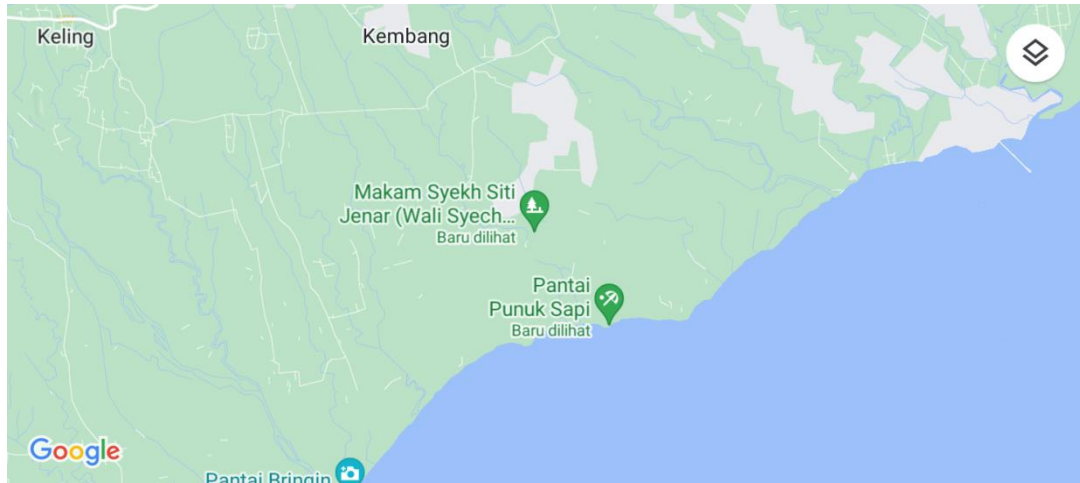 Keling
Kembang
Makam Syekh Siti
Jenar (Wali Syech...
Baru dilihat
Pantai
Punuk Sapi
Baru dilihat
Google
Pantai Bringin